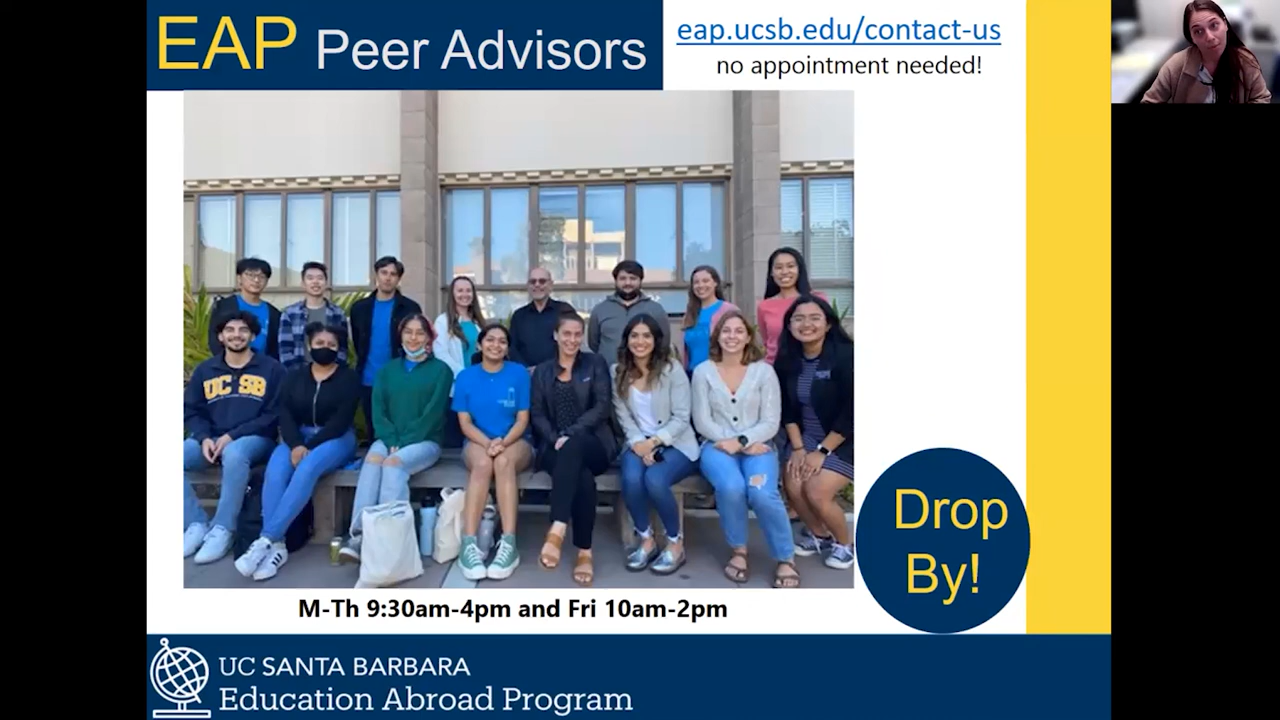 EAP Peer Advisors
eap.ucsb.edu/contact-us
no appointment needed!
UC SB
Drop
By!
M-Th 9:30am-4pm and Fri 10am-2pm
UC SANTA BARBARA
Education Abroad Program